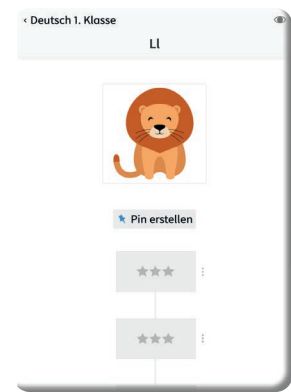 ‹ Deutsch 1. Klasse
Ll
Pin erstellen